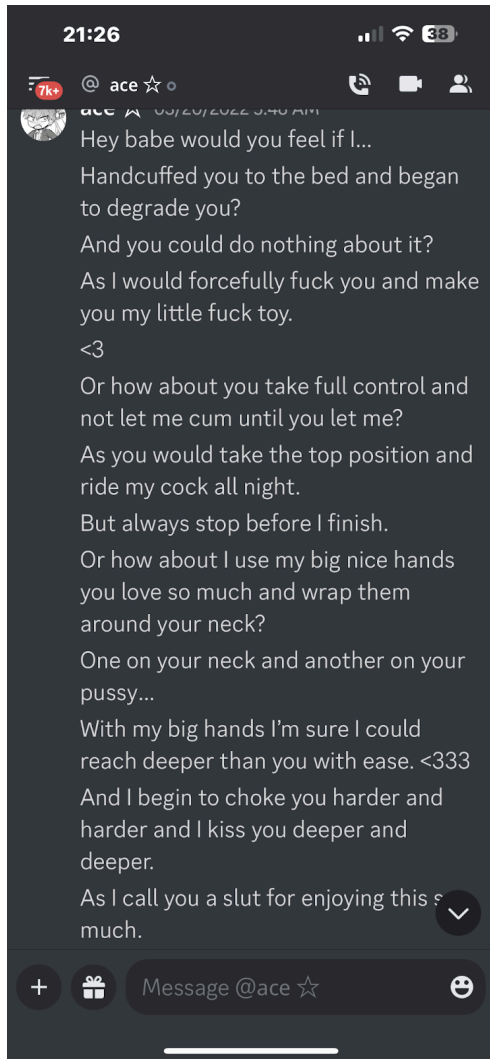 21:26
38
7k+
@ ace ☆
ace ☆ 03/20/2022 5:48 AM
Hey babe would you feel if I...
Handcuffed you to the bed and began
to degrade you?
And you could do nothing about it?
As I would forcefully fuck you and make
you my little fuck toy.
<3
Or how about you take full control and
not let me cum until you let me?
As you would take the top position and
ride my cock all night.
But always stop before I finish.
Or how about I use my big nice hands
you love so much and wrap them
around your neck?
One on your neck and another on your
pussy...
With my big hands I’m sure I could
reach deeper than you with ease. <333
And I begin to choke you harder and
harder and I kiss you deeper and
deeper.
As I call you a slut for enjoying this
much.
Message @ace ☆